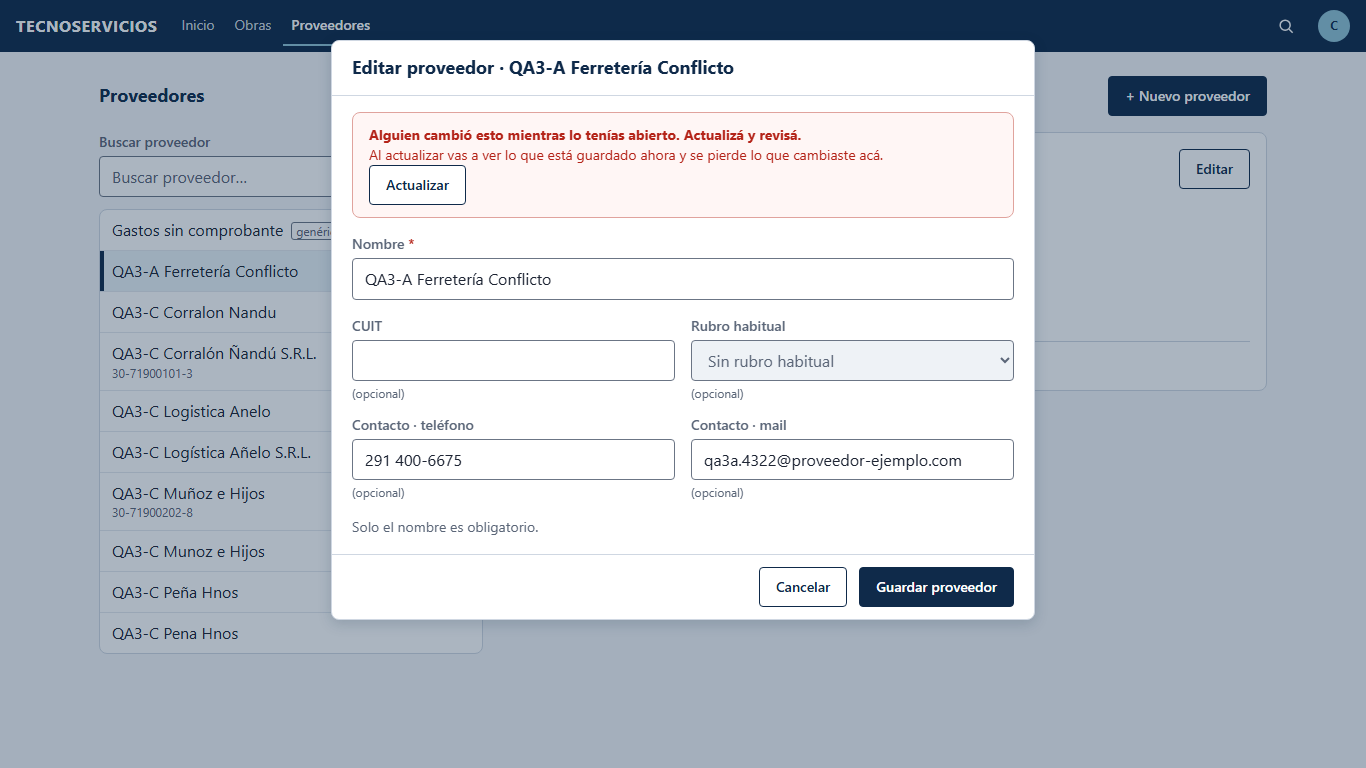 TECNOSERVICIOS Inicio Obras Proveedores C
Proveedores
+ Nuevo proveedor
Buscar proveedor
Buscar proveedor...
Gastos sin comprobante
QA3-A Ferretería Conflicto
QA3-C Corralon Nandu
QA3-C Corralón Ñandú S.R.L.
30-71900101-3
QA3-C Logistica Anelo
QA3-C Logística Añelo S.R.L.
QA3-C Muñoz e Hijos
30-71900202-8
QA3-C Munoz e Hijos
QA3-C Peña Hnos
QA3-C Pena Hnos
Editar
Editar proveedor · QA3-A Ferretería Conflicto
Alguien cambió esto mientras lo tenías abierto. Actualizá y revisá.
Al actualizar vas a ver lo que está guardado ahora y se pierde lo que cambiaste acá.
Actualizar
Nombre *
QA3-A Ferretería Conflicto
CUIT
(opcional)
Rubro habitual
Sin rubro habitual
(opcional)
Contacto · teléfono
291 400-6675
(opcional)
Contacto · mail
qa3a.4322@proveedor-ejemplo.com
(opcional)
Solo el nombre es obligatorio.
Cancelar
Guardar proveedor